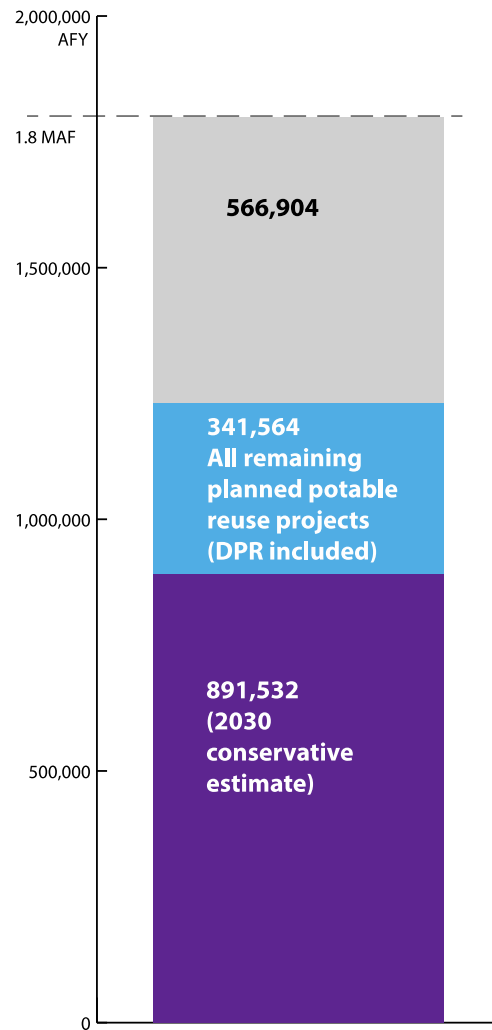 2,000,000
AFY
1.8 MAF
566,904
1,500,000
341,564
All remaining
planned potable
reuse projects
(DPR included)
1,000,000
891,532
(2030
conservative
estimate)
500,000
0